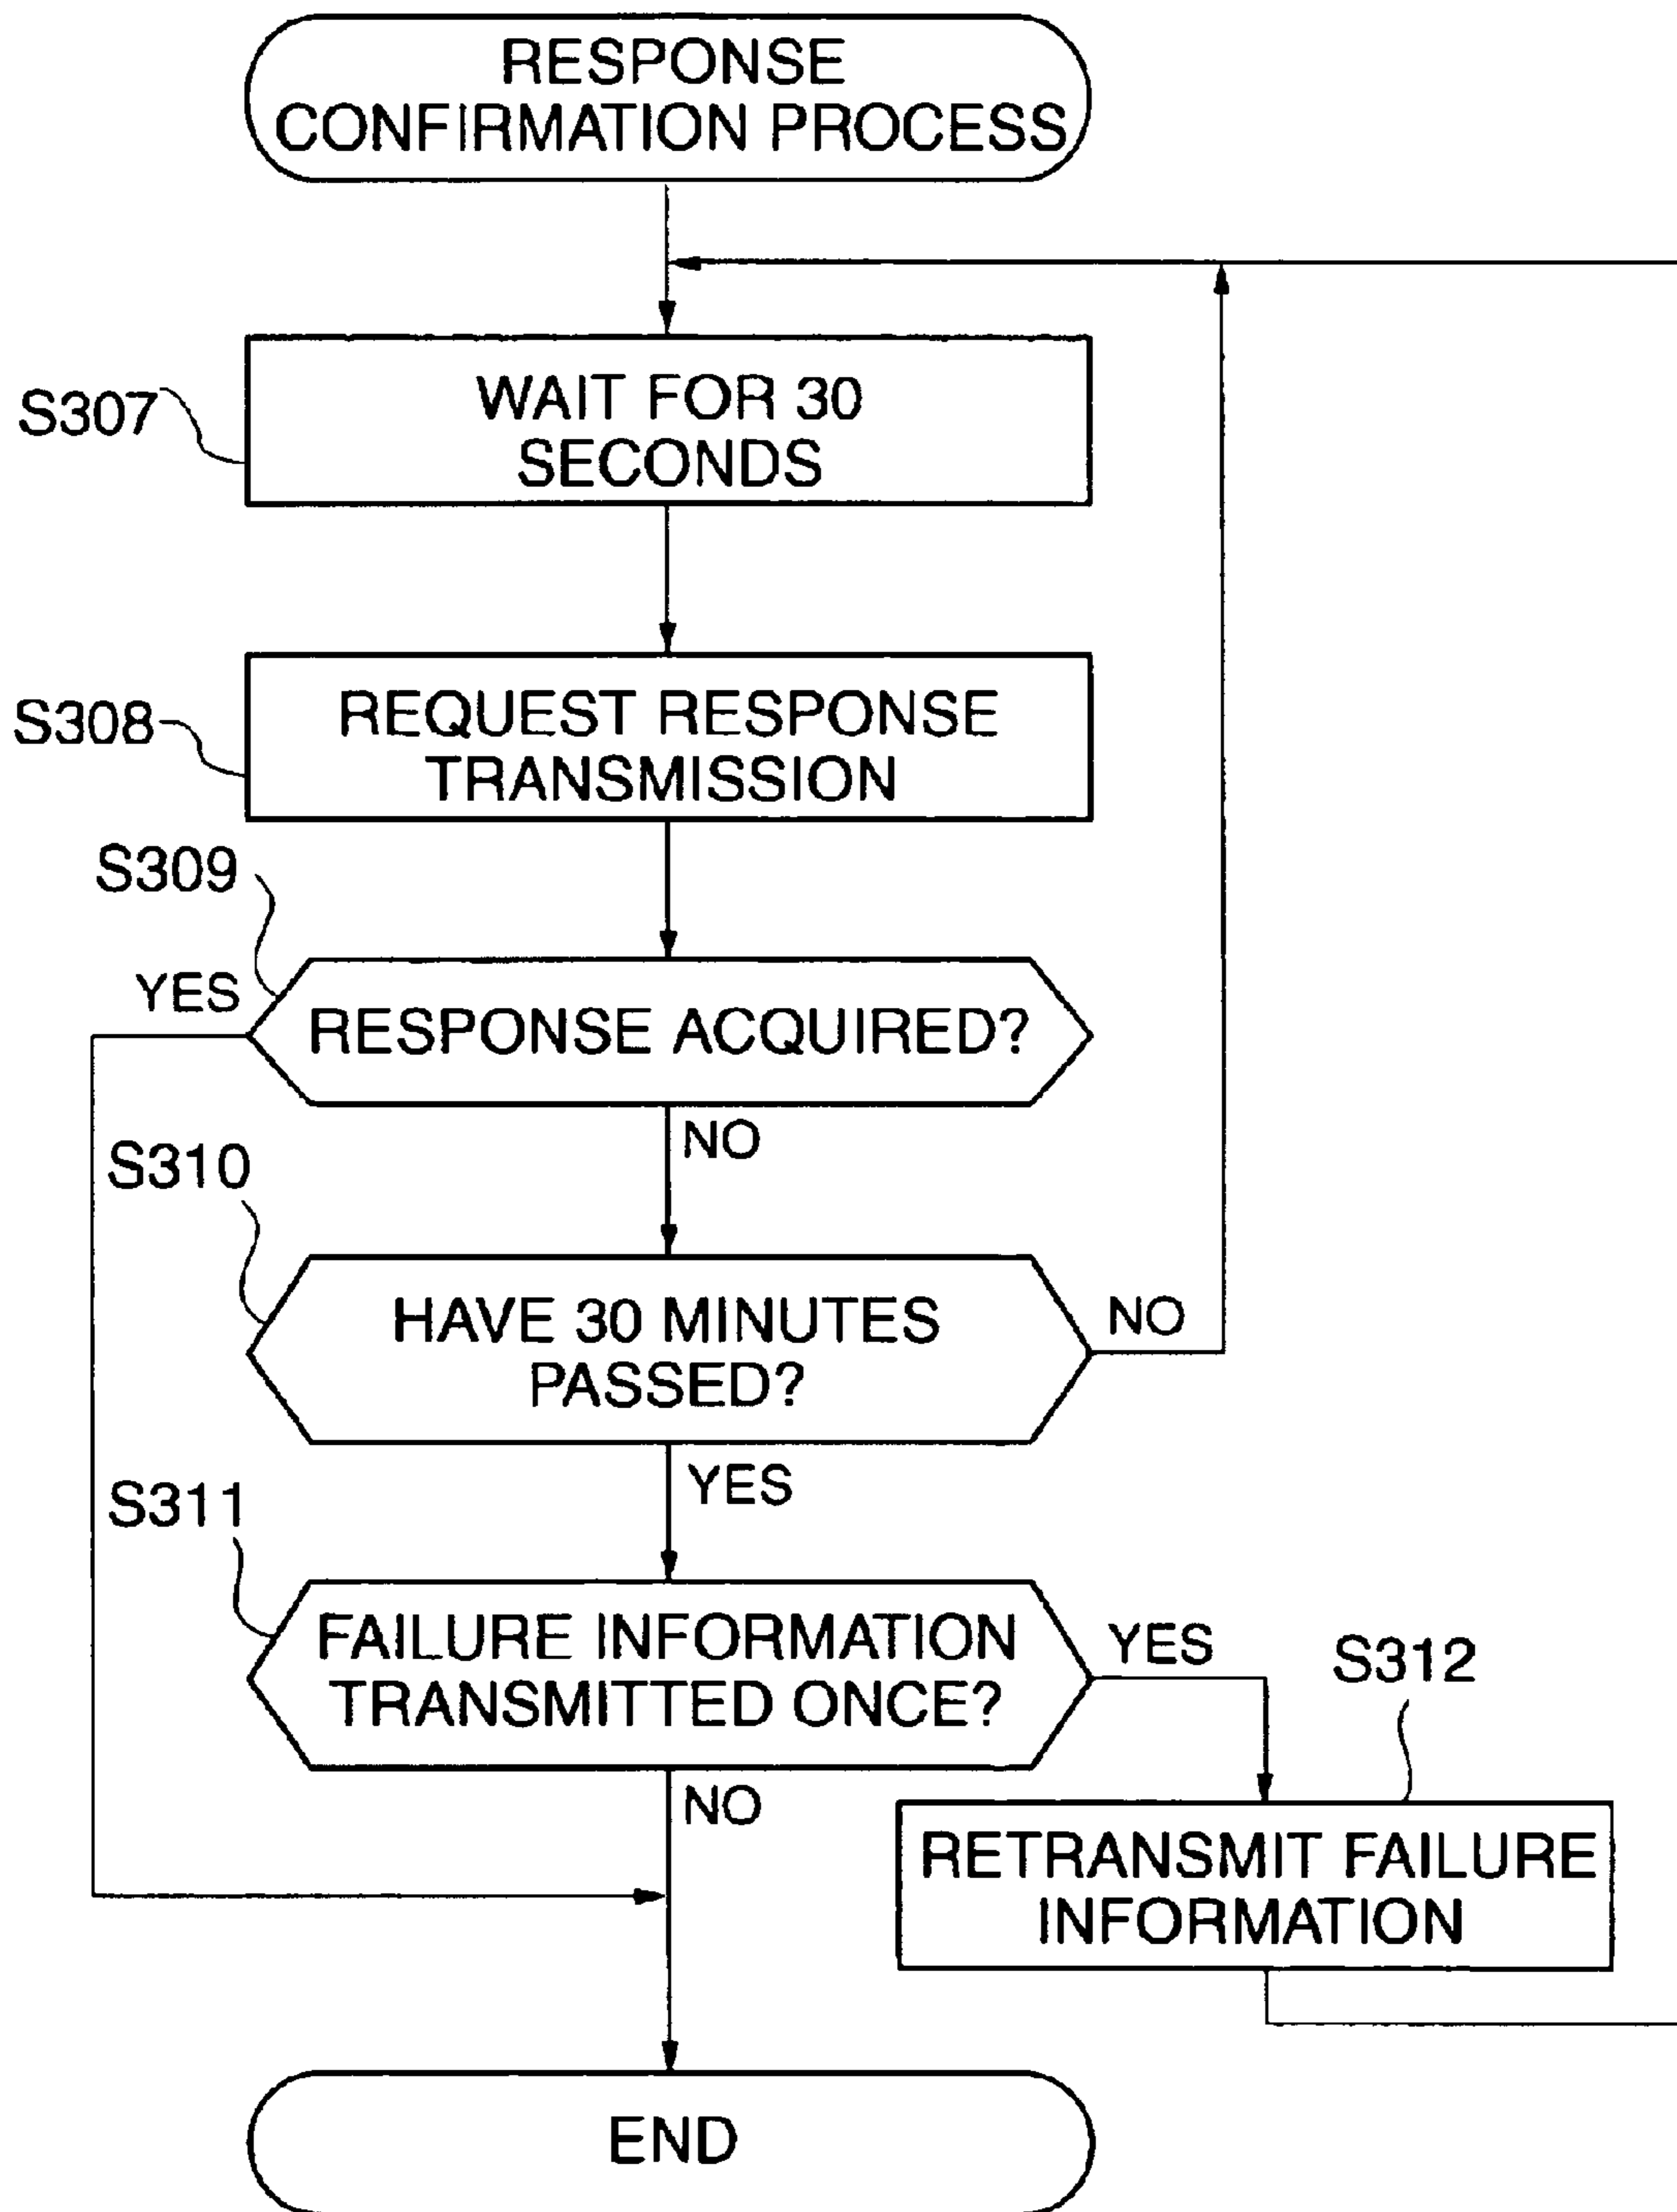 RESPONSE
CONFIRMATION PROCESS
S307
WAIT FOR 30
SECONDS
S308
REQUEST RESPONSE
TRANSMISSION
S309
YES
RESPONSE ACQUIRED?
NO
S310
HAVE 30 MINUTES
PASSED?
NO
YES
S311
FAILURE INFORMATION
TRANSMITTED ONCE?
YES
S312
NO
RETRANSMIT FAILURE
INFORMATION
END